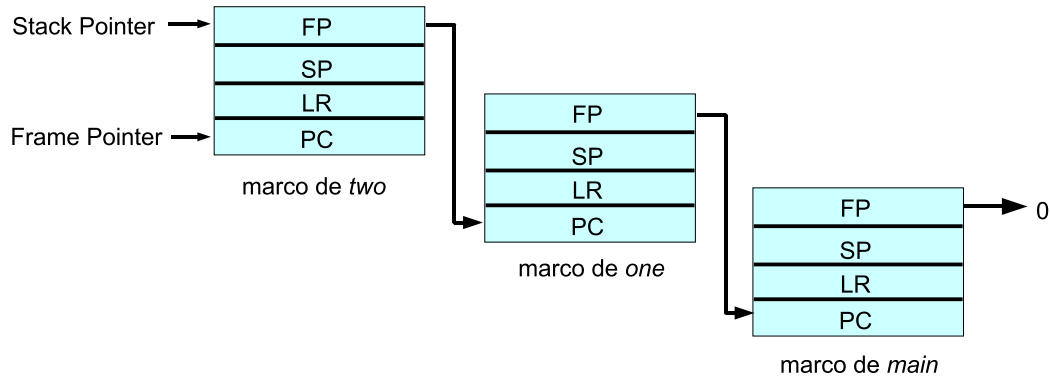 Stack Pointer
FP
SP
LR
Frame Pointer
PC
marco de two
FP
SP
LR
PC
marco de one
FP
0
SP
LR
PC
marco de main